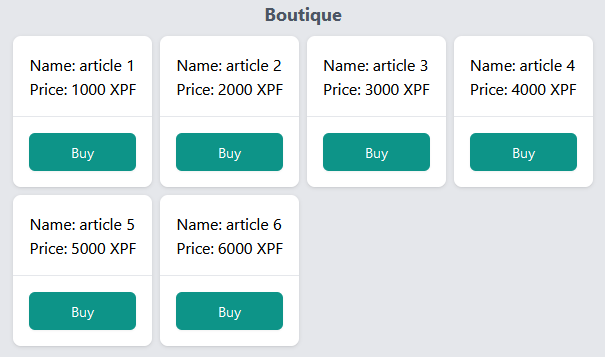 Boutique
Name: article 1
Price: 1000 XPF
Buy
Name: article 2
Price: 2000 XPF
Buy
Name: article 3
Price: 3000 XPF
Buy
Name: article 4
Price: 4000 XPF
Buy
Name: article 5
Price: 5000 XPF
Buy
Name: article 6
Price: 6000 XPF
Buy